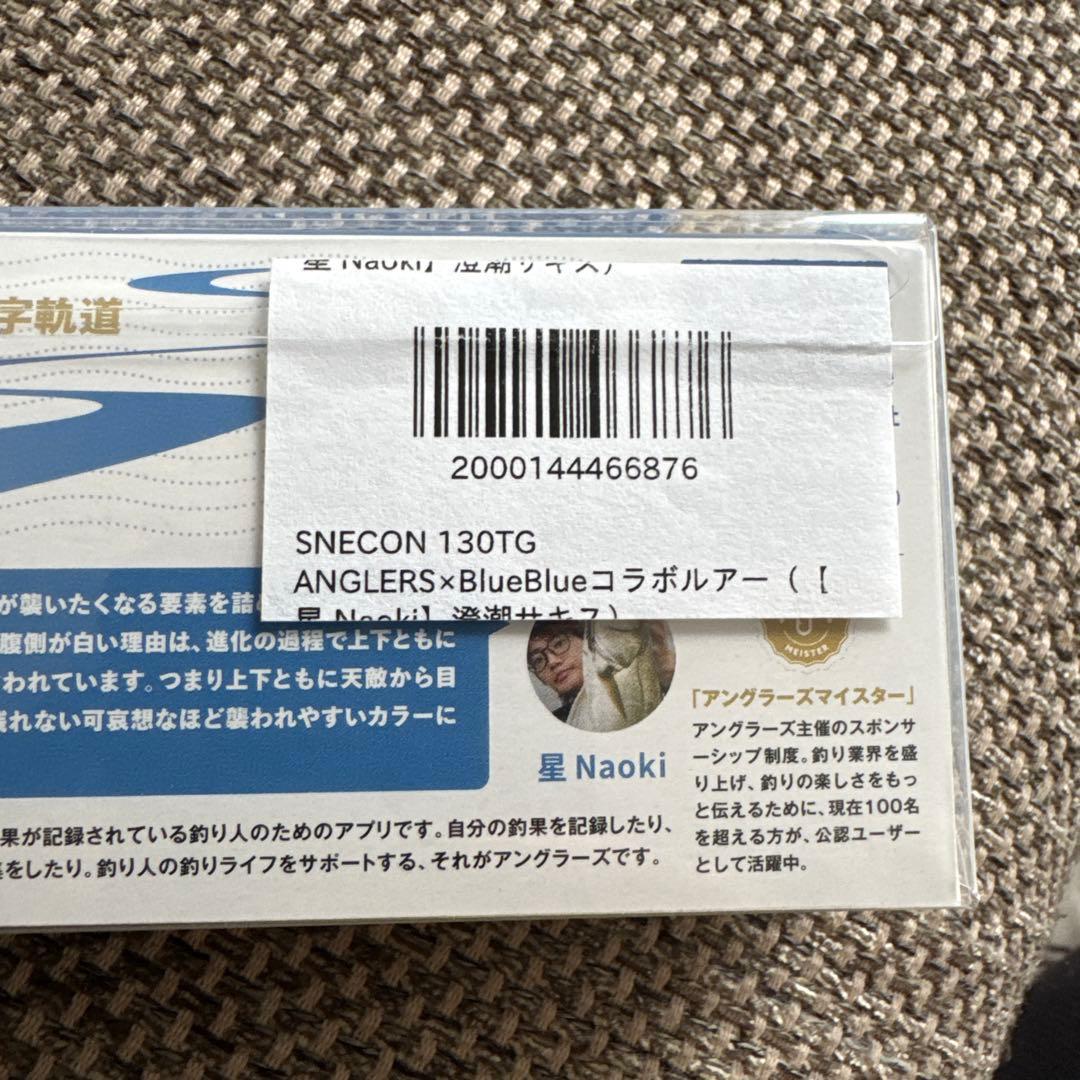 星 Naoki】澄潮サキス）
字軌道
2000144466876
SNECON 130TG
ANGLERS×BlueBlueコラボルアー（【
星 Naoki】澄潮サキス）
が襲いたくなる要素を詰
腹側が白い理由は、進化の過程で上下ともに
われています。つまり上下ともに天敵から目
れない可哀想なほど襲われやすいカラーに
MEISTER
星 Naoki
「アングラーズマイスター」
アングラーズ主催のスポンサ
ーシップ制度。釣り業界を盛
り上げ、釣りの楽しさをもっ
と伝えるために、現在100名
を超える方が、公認ユーザー
として活躍中。
果が記録されている釣り人のためのアプリです。自分の釣果を記録したり、
をしたり。釣り人の釣りライフをサポートする、それがアングラーズです。